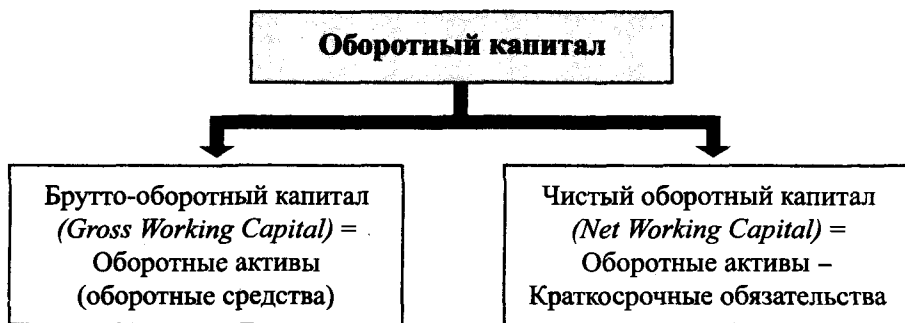 Оборотный капитал
Брутто-оборотный капитал
(Gross Working Capital) =
Оборотные активы
(оборотные средства)
Чистый оборотный капитал
(Net Working Capital) =
Оборотные активы –
Краткосрочные обязательства